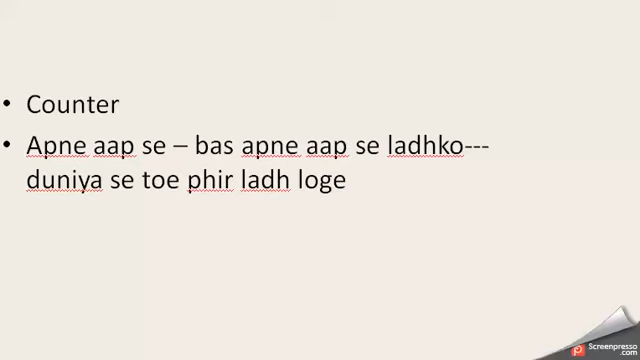 • Counter
• Apne aap se – bas apne aap se ladhko---
duniya se toe phir ladh loge
Screenpresso
.com